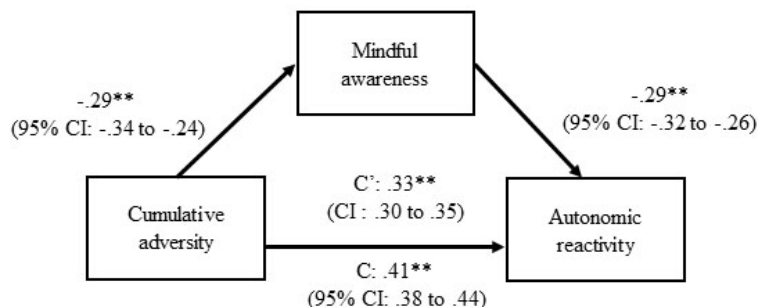 Mindful
awareness
-.29**
(95% CI: -.34 to -.24)
-.29**
(95% CI: -.32 to -.26)
Cumulative
adversity
C’: .33**
(CI : .30 to .35)
Autonomic
reactivity
C: .41**
(95% CI: .38 to .44)